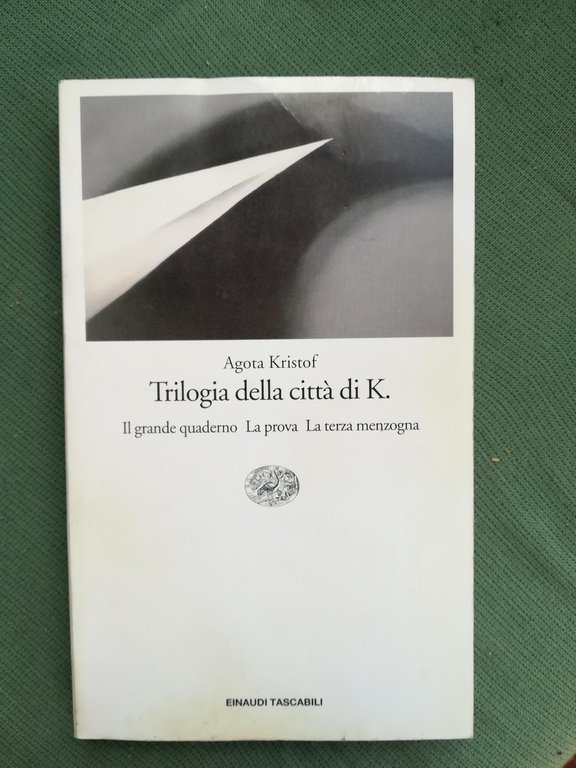 Agota Kristof
Trilogia della città di K.
Il grande quaderno La prova La terza menzogna
EINAUDI TASCABILI